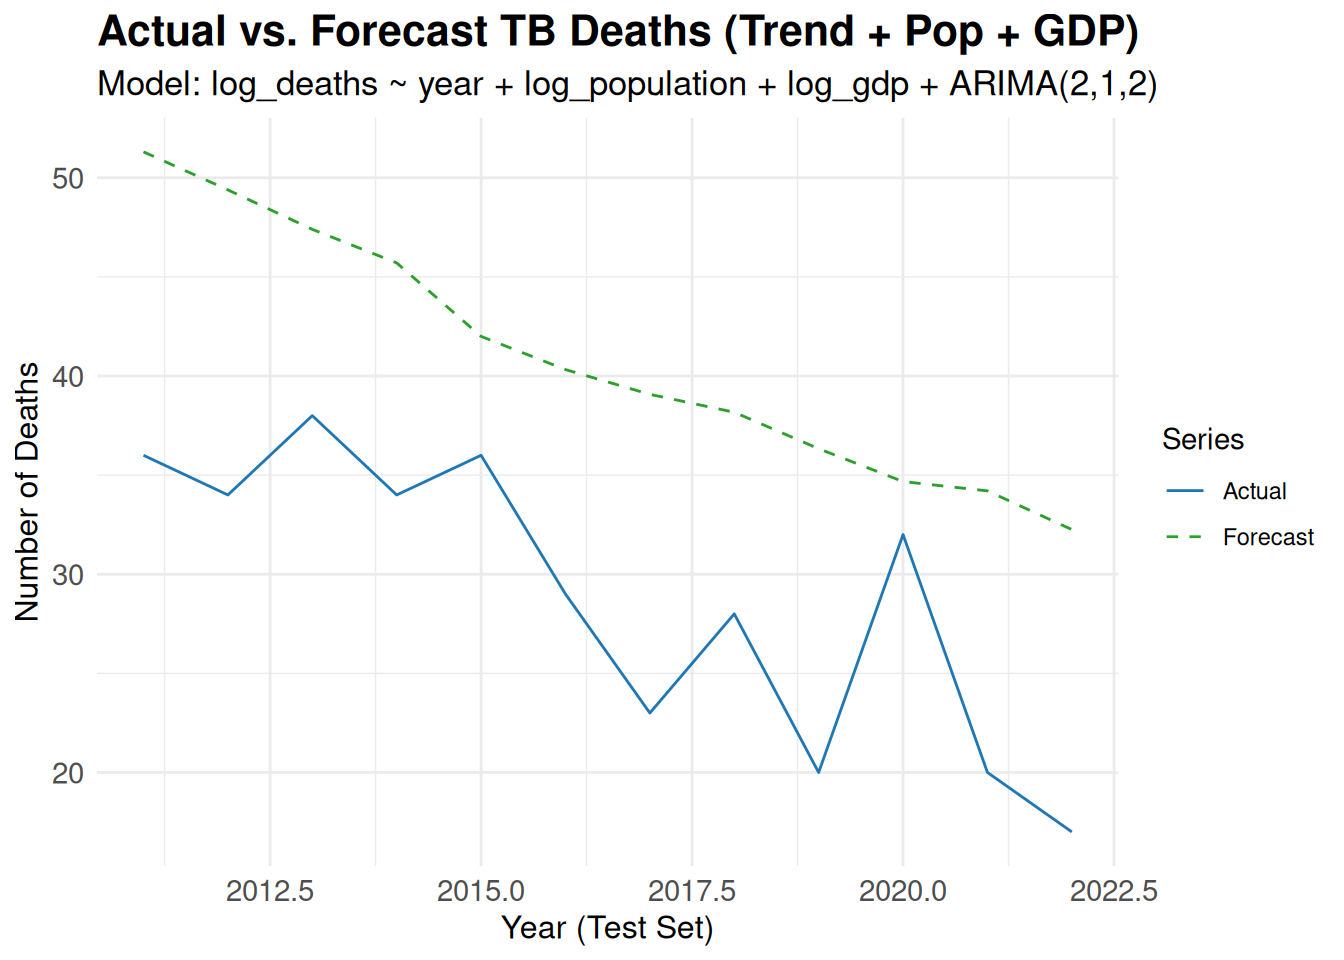 Actual vs. Forecast TB Deaths (Trend + Pop + GDP)
Model: log_deaths ~ year + log_population + log_gdp + ARIMA(2,1,2)
Number of Deaths
50
40
30
20
2012.5
2015.0
2017.5
2020.0
2022.5
Year (Test Set)
Series
Actual
Forecast